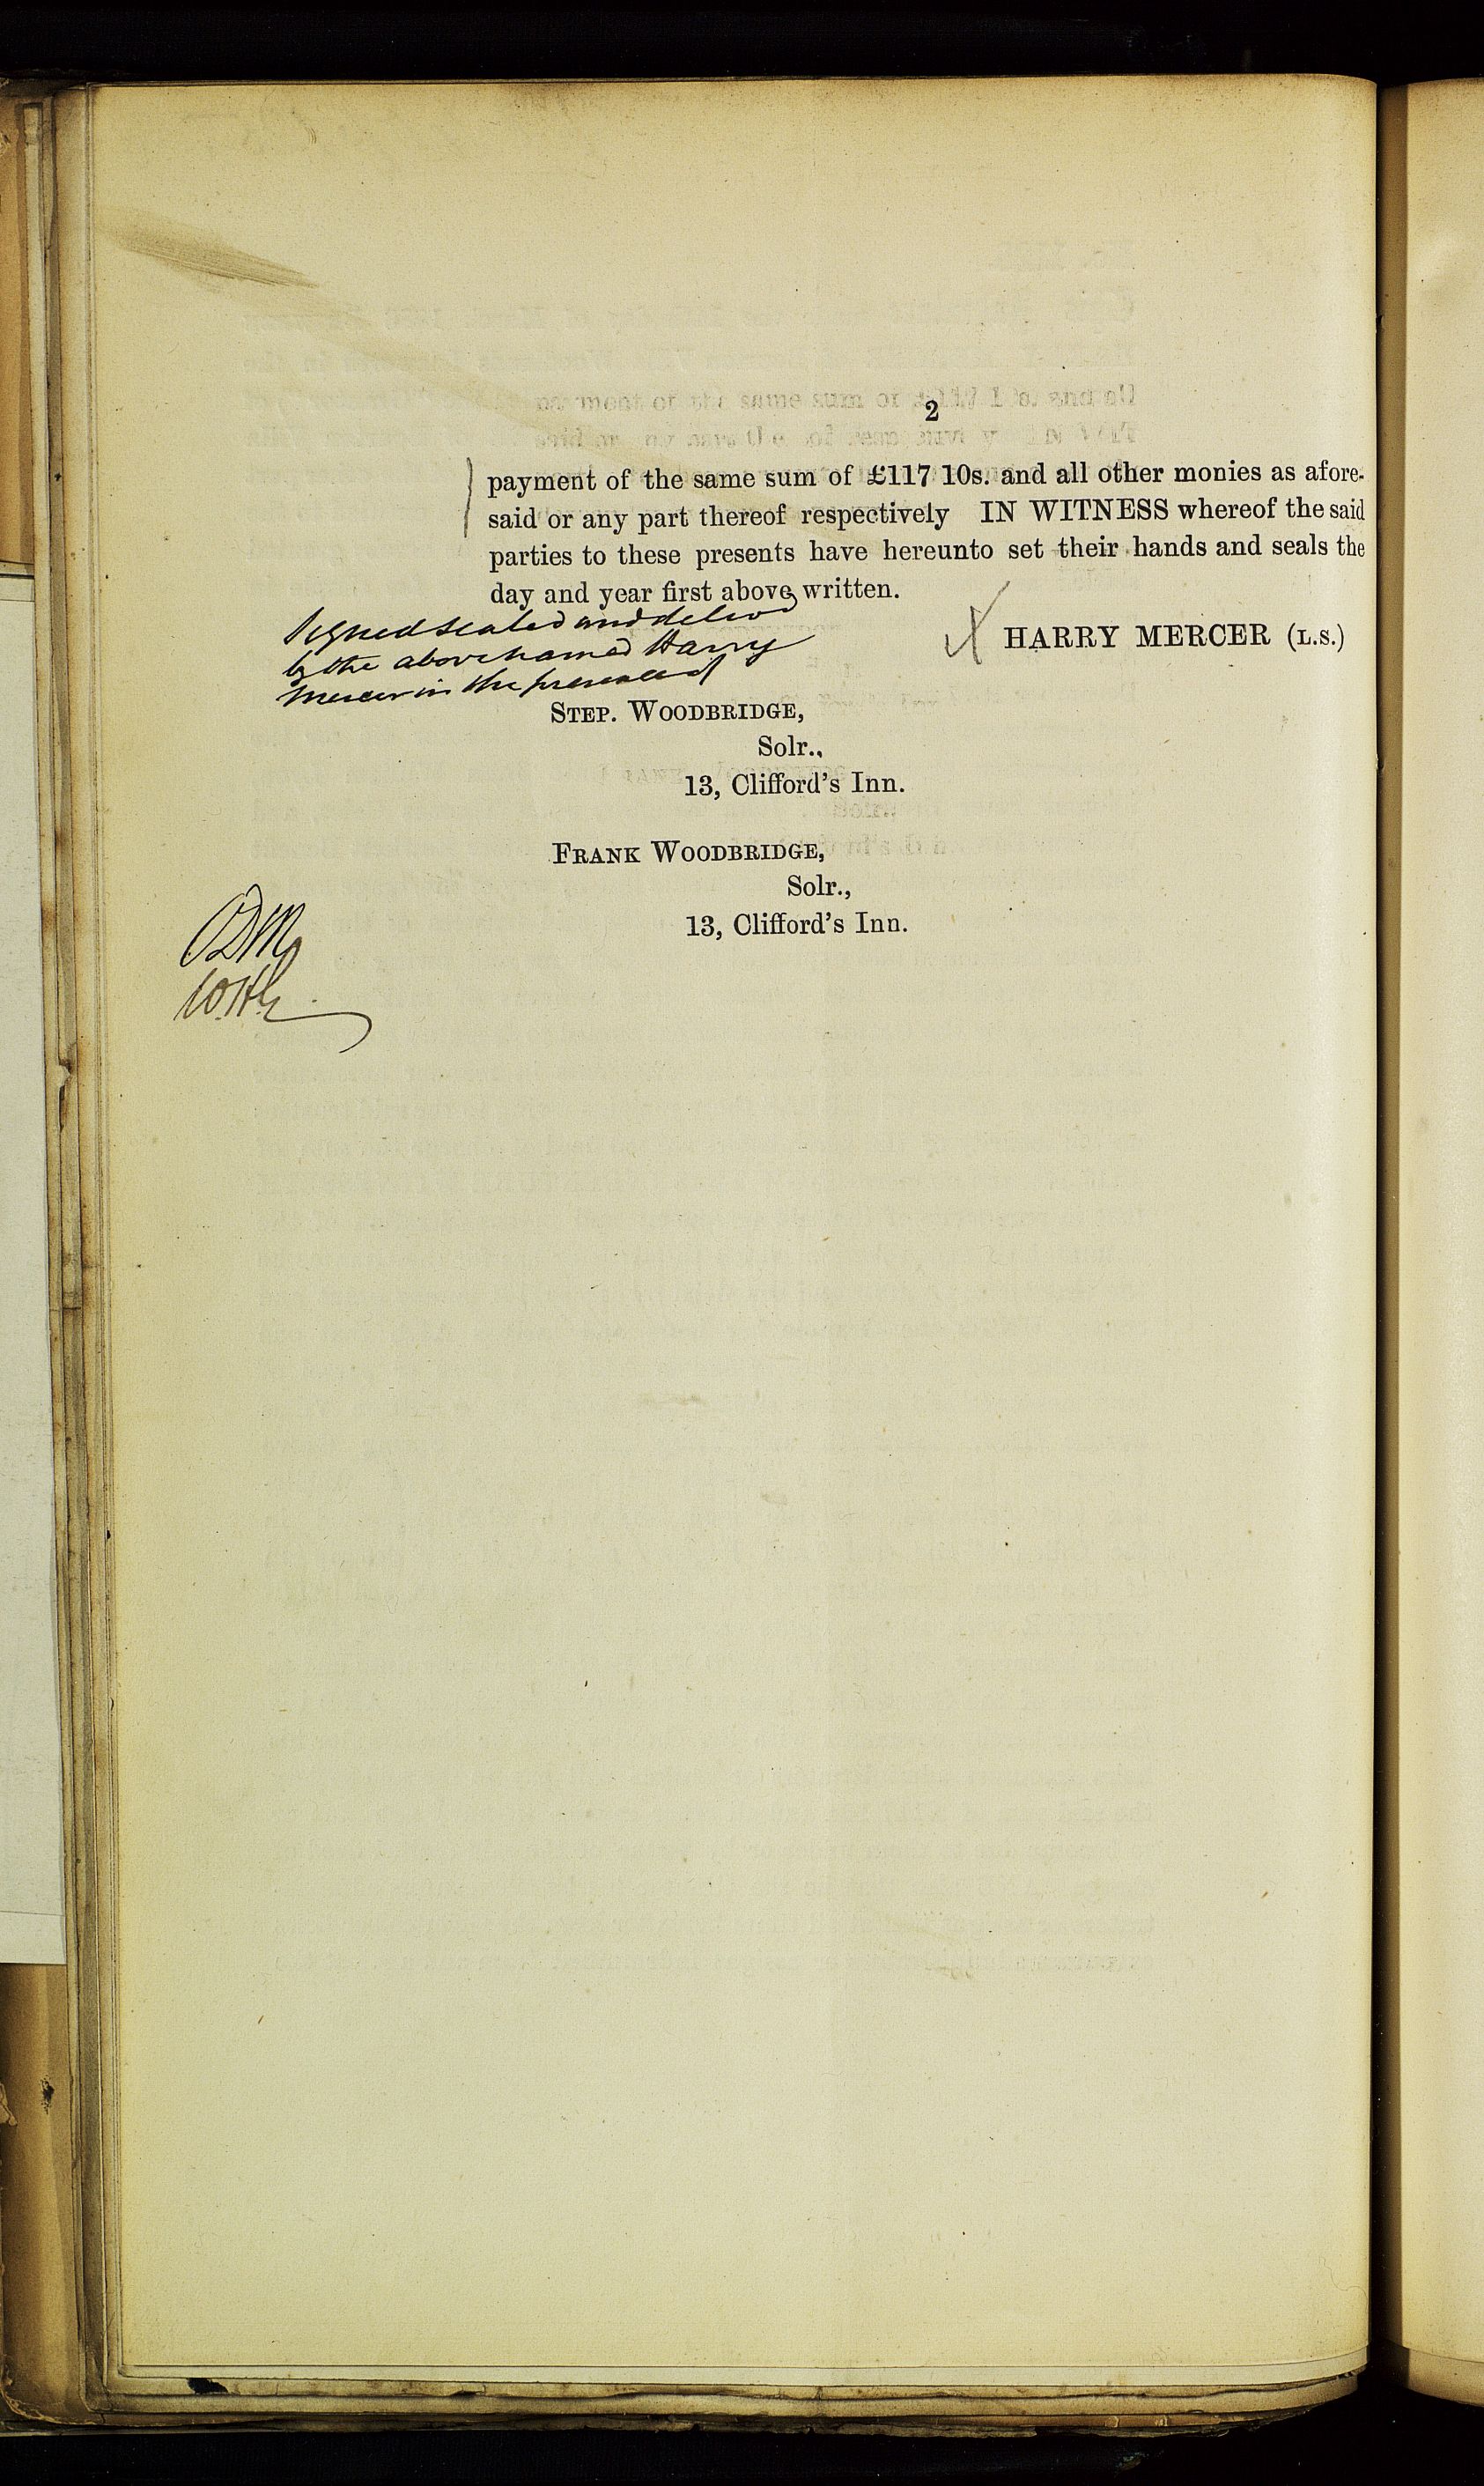 2
payment of the same sum of £117 10s. and all other monies as afore-
said or any part thereof respectively IN WITNESS whereof the said
parties to these presents have hereunto set their hands and seals the
day and year first above written.
Signed sealed and delivd
by the abovenamed Harry
Mercer in the presence of
HARRY MERCER (L.S.)
STEP. WOODBRIDGE,
Solr.,
13, Clifford's Inn.
FRANK WOODBRIDGE,
Solr.,
13, Clifford's Inn.